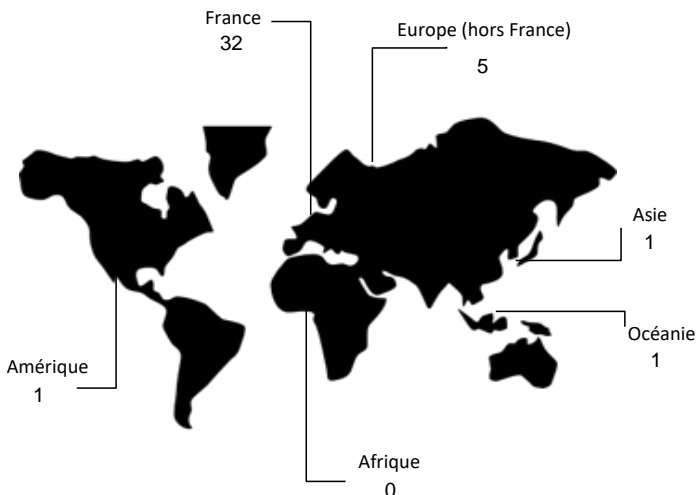 France
32
Europe (hors France)
5
Asie
1
Océanie
1
Amérique
1
Afrique
0